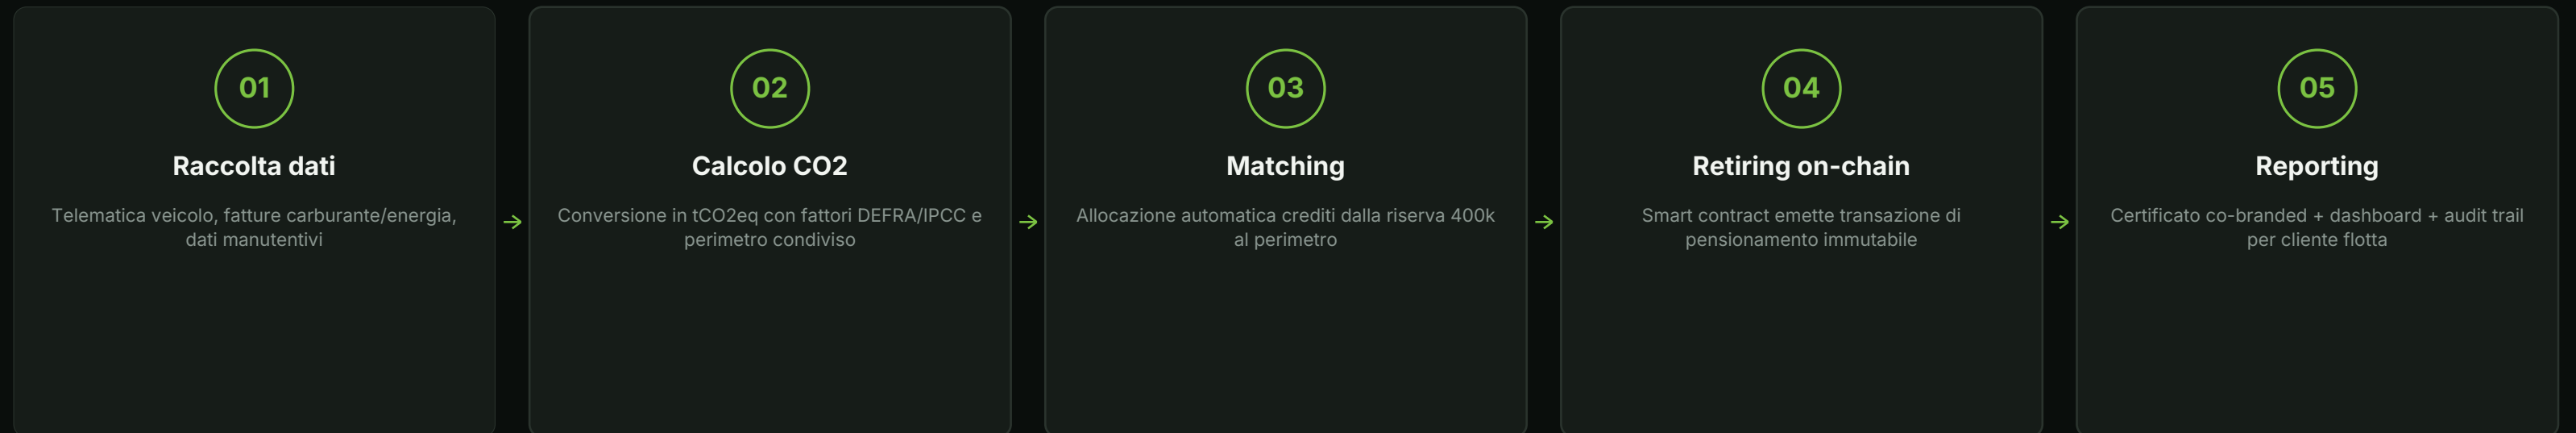 01
Raccolta dati
Telematica veicolo, fatture carburante/energia,
dati manutentivi
→
02
Calcolo CO2
Conversione in tCO2eq con fattori DEFRA/IPCC e
perimetro condiviso
→
03
Matching
Allocazione automatica crediti dalla riserva 400k
al perimetro
→
04
Retiring on-chain
Smart contract emette transazione di
pensionamento immutabile
→
05
Reporting
Certificato co-branded + dashboard + audit trail
per cliente flotta